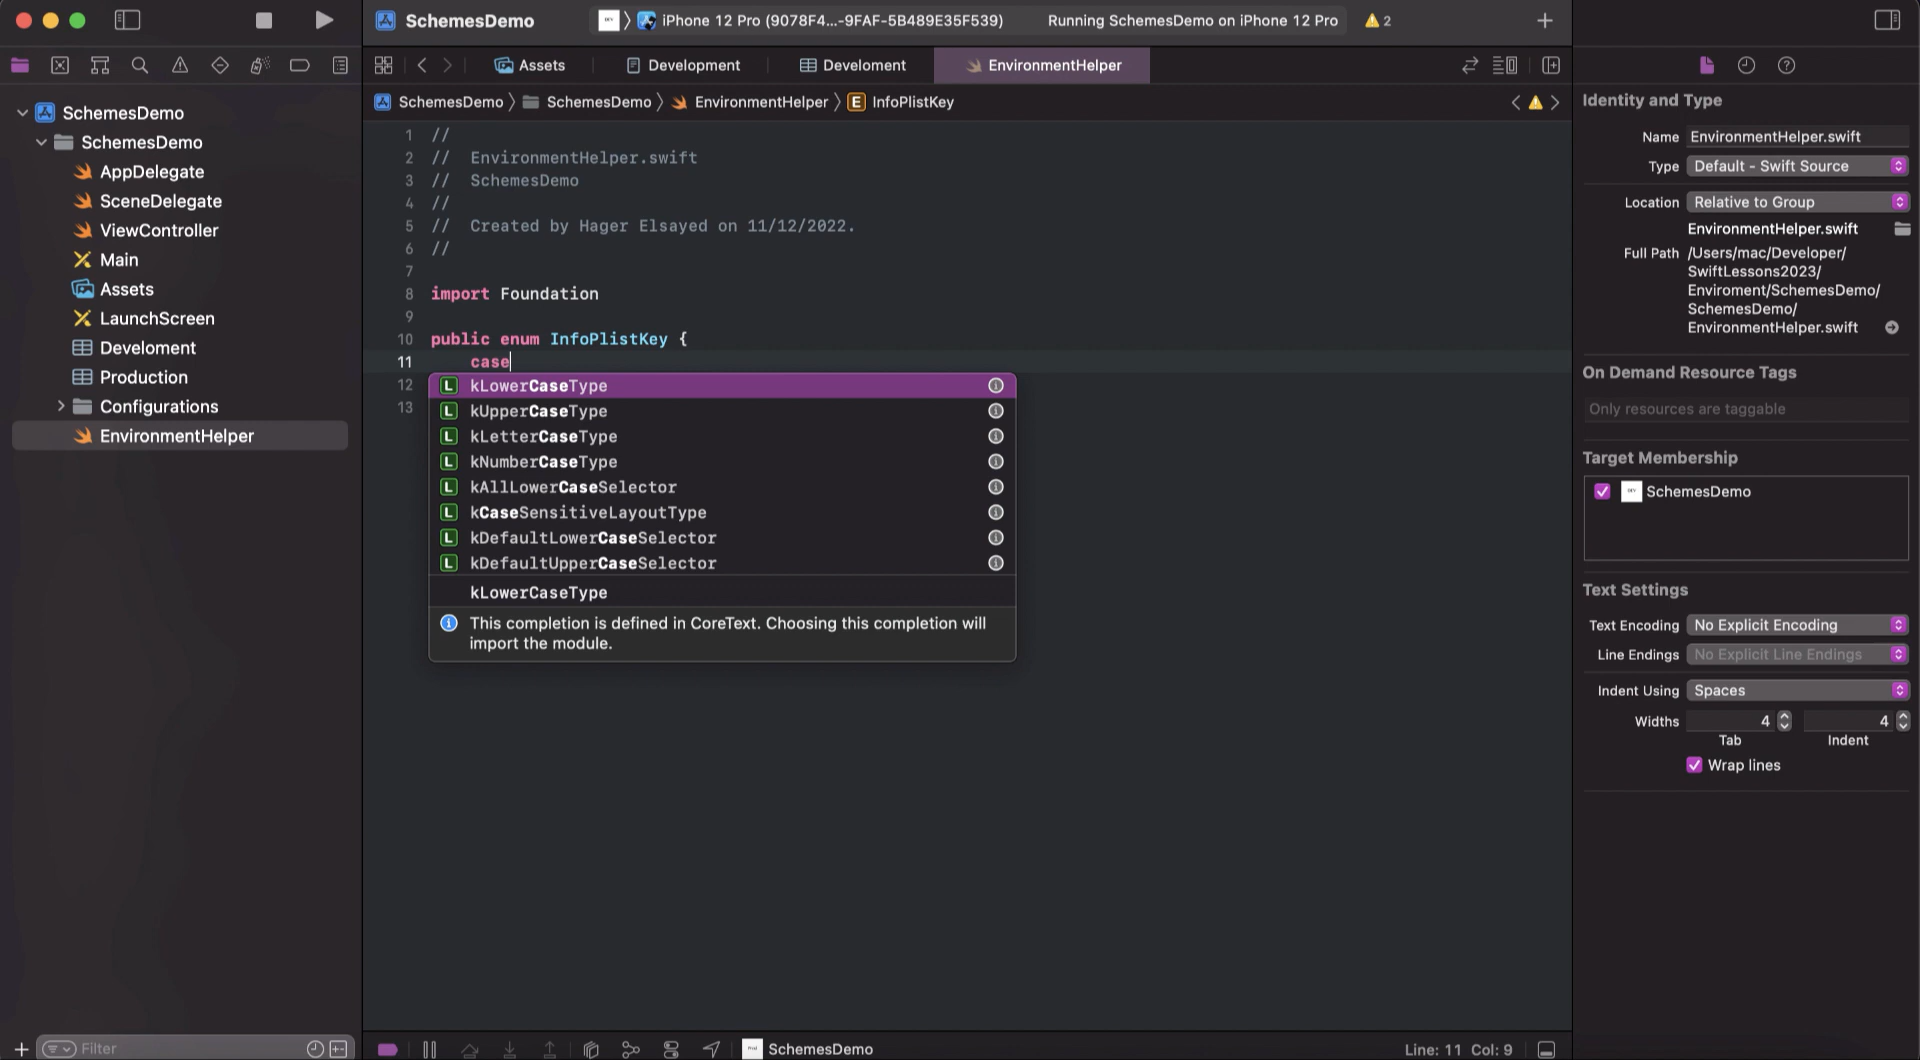 SchemesDemo
iPhone 12 Pro (9078F4...-9FAF-5B489E35F539)
Running SchemesDemo on iPhone 12 Pro
2
Assets
Development
Develoment
EnvironmentHelper
SchemesDemo
SchemesDemo
EnvironmentHelper
E
InfoPlistKey
SchemesDemo
SchemesDemo
AppDelegate
SceneDelegate
ViewController
Main
Assets
LaunchScreen
Develoment
Production
Configurations
EnvironmentHelper
Filter
1 //
2 // EnvironmentHelper.swift
3 // SchemesDemo
4 //
5 // Created by Hager Elsayed on 11/12/2022.
6 //
7
8 import Foundation
9
10 public enum InfoPlistKey {
11 case
12
13
L kLowerCaseType
L kUpperCaseType
L kLetterCaseType
L kNumberCaseType
L kAllLowerCaseSelector
L kCaseSensitiveLayoutType
L kDefaultLowerCaseSelector
L kDefaultUpperCaseSelector
kLowerCaseType
This completion is defined in CoreText. Choosing this completion will
import the module.
SchemesDemo
Line: 11 Col: 9
Identity and Type
Name EnvironmentHelper.swift
Type Default - Swift Source
Location Relative to Group
EnvironmentHelper.swift
Full Path /Users/mac/Developer/
SwiftLessons2023/
Enviroment/SchemesDemo/
SchemesDemo/
EnvironmentHelper.swift
On Demand Resource Tags
Only resources are taggable
Target Membership
SchemesDemo
Text Settings
Text Encoding No Explicit Encoding
Line Endings No Explicit Line Endings
Indent Using Spaces
Widths 4 4
Tab Indent
Wrap lines